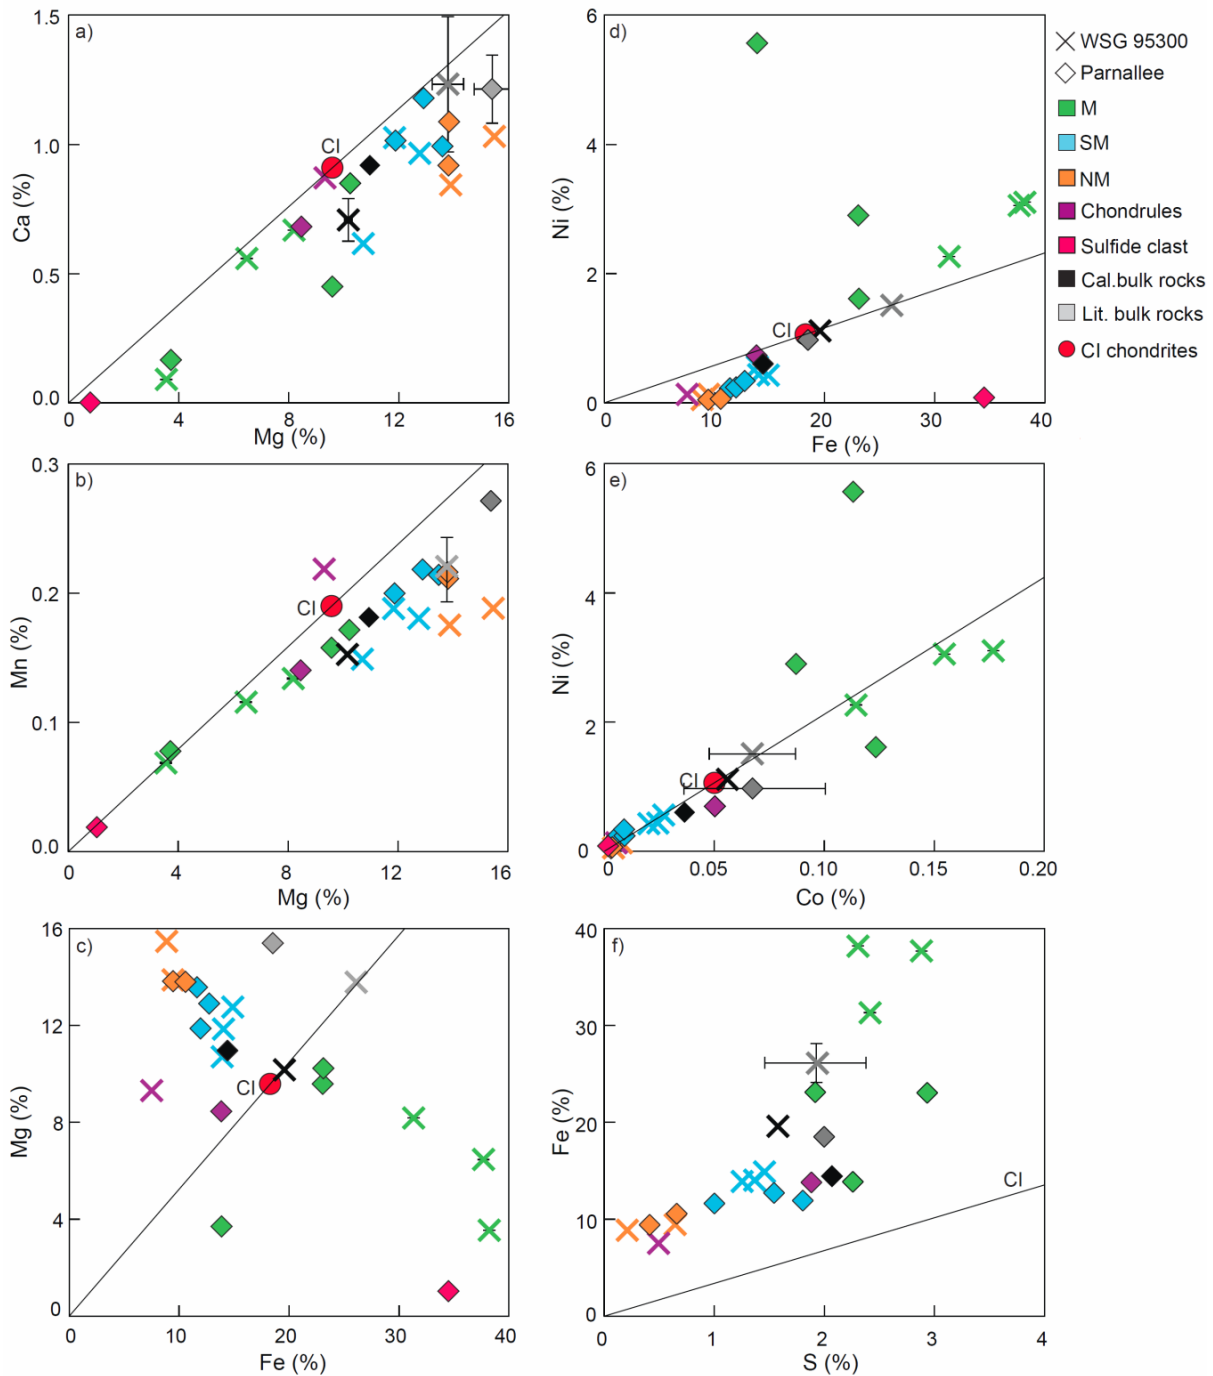 a)
1.5
1.0
0.5
0.0
Ca (%)
CI
0
4
8
12
16
Mg (%)
d)
6
4
2
0
Ni (%)
CI
10
20
30
40
Fe (%)
WSG 95300
Parnallee
M
SM
NM
Chondrules
Sulfide clast
Cal.bulk rocks
Lit. bulk rocks
CI chondrites
b)
0.3
0.2
0.1
0.0
Mn (%)
CI
0
4
8
12
16
Mg (%)
e)
6
4
2
0
Ni (%)
CI
0
0.05
0.10
0.15
0.20
Co (%)
c)
16
12
8
4
0
Mg (%)
CI
0
10
20
30
40
Fe (%)
f)
40
30
20
10
0
Fe (%)
CI
0
1
2
3
4
S (%)